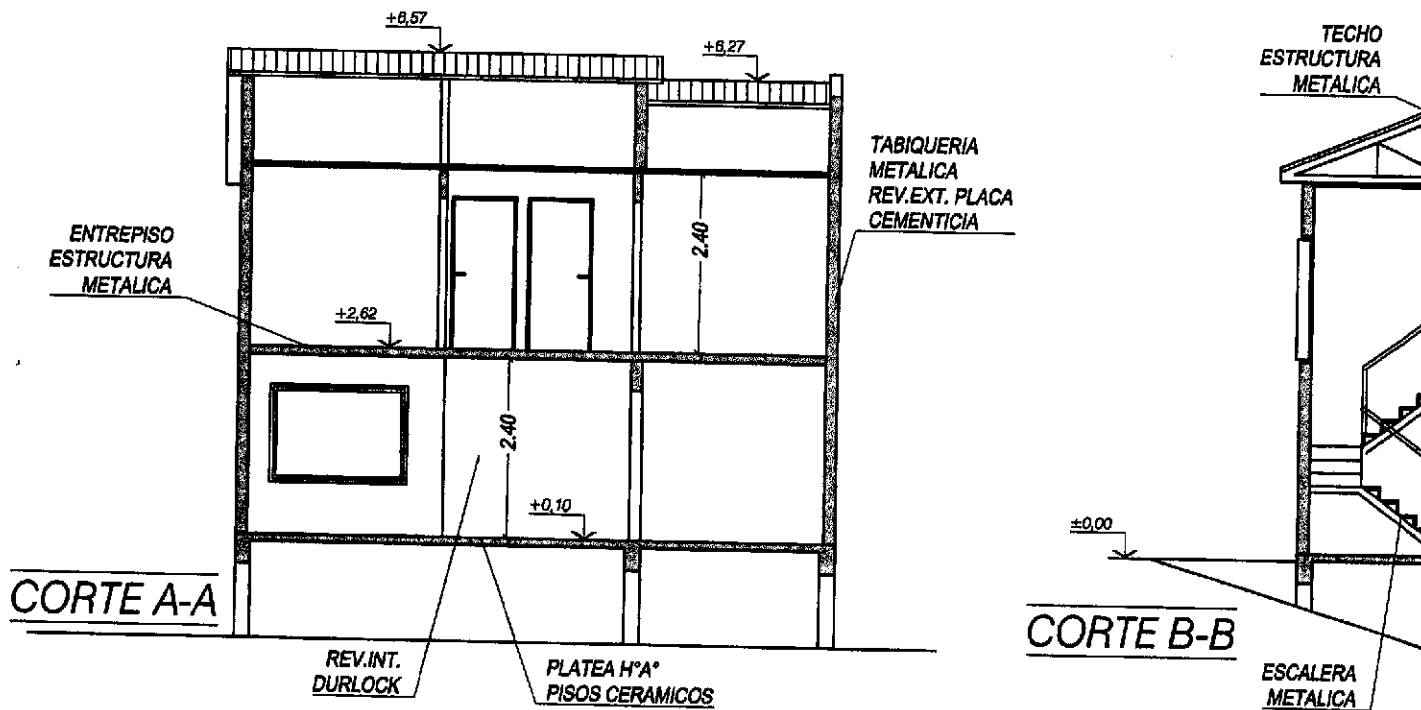 +6,57
+6,27
TABIQUERIA
METALICA
REV.EXT. PLACA
CEMENTICIA
ENTREPISO
ESTRUCTURA
METALICA
2.40
+2,62
2.40
+0,10
CORTE A-A
REV.INT.
DURLOCK
PLATEA HºAº
PISOS CERAMICOS
TECHO
ESTRUCTURA
METALICA
±0,00
CORTE B-B
ESCALERA
METALICA